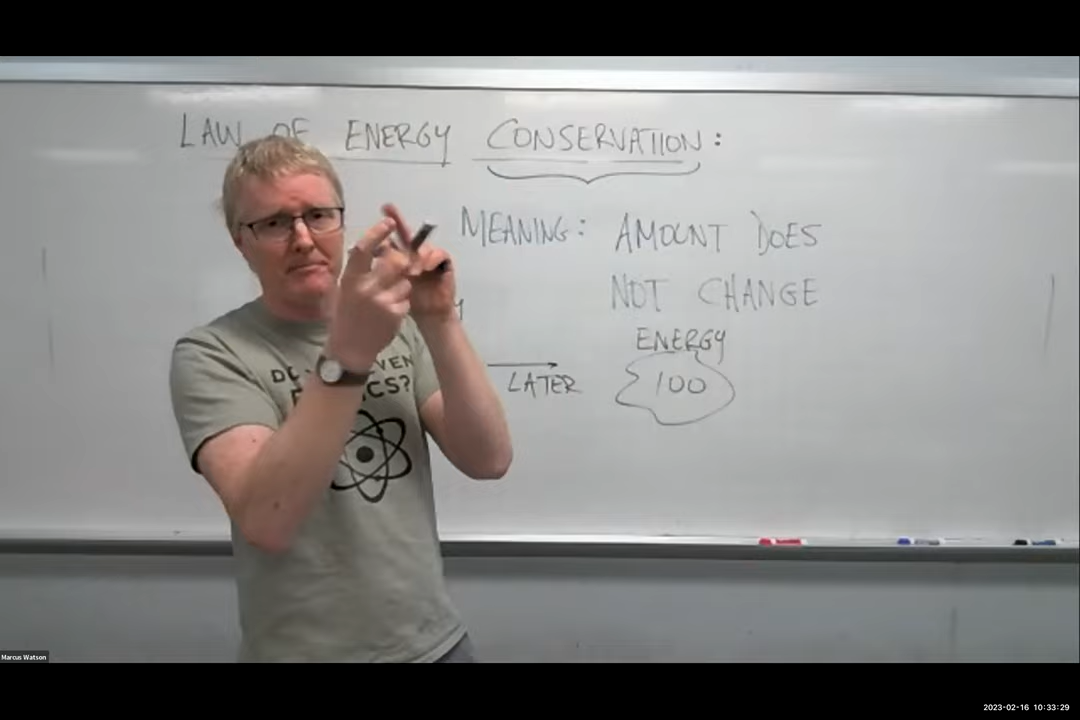 LAW OF ENERGY CONSERVATION:
MEANING: AMOUNT DOES
NOT CHANGE
ENERGY
LATER 100
Marcus Watson
2023-02-16 10:33:29